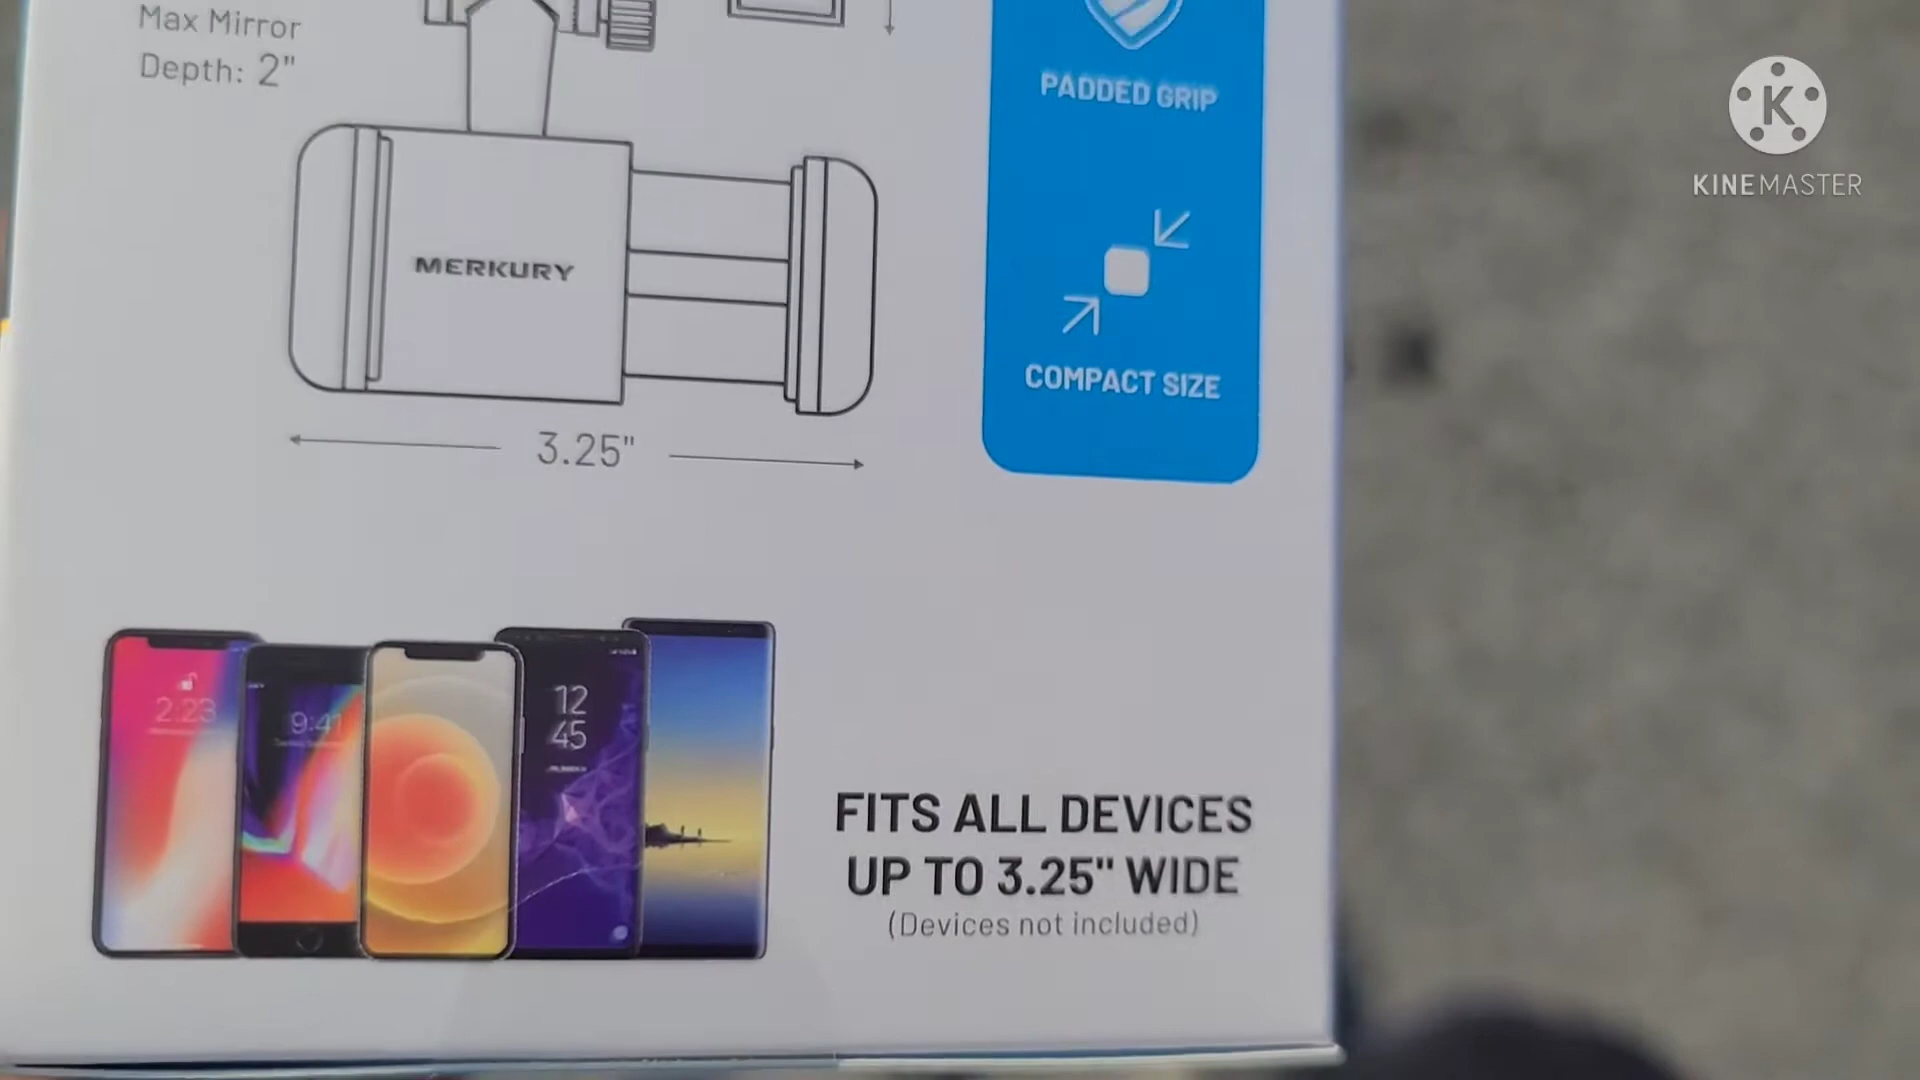 Max Mirror
Depth: 2"
PADDED GRIP
KINEMASTER
MERKURY
COMPACT SIZE
3.25"
2:23
9:41
12
45
FITS ALL DEVICES
UP TO 3.25" WIDE
(Devices not included)